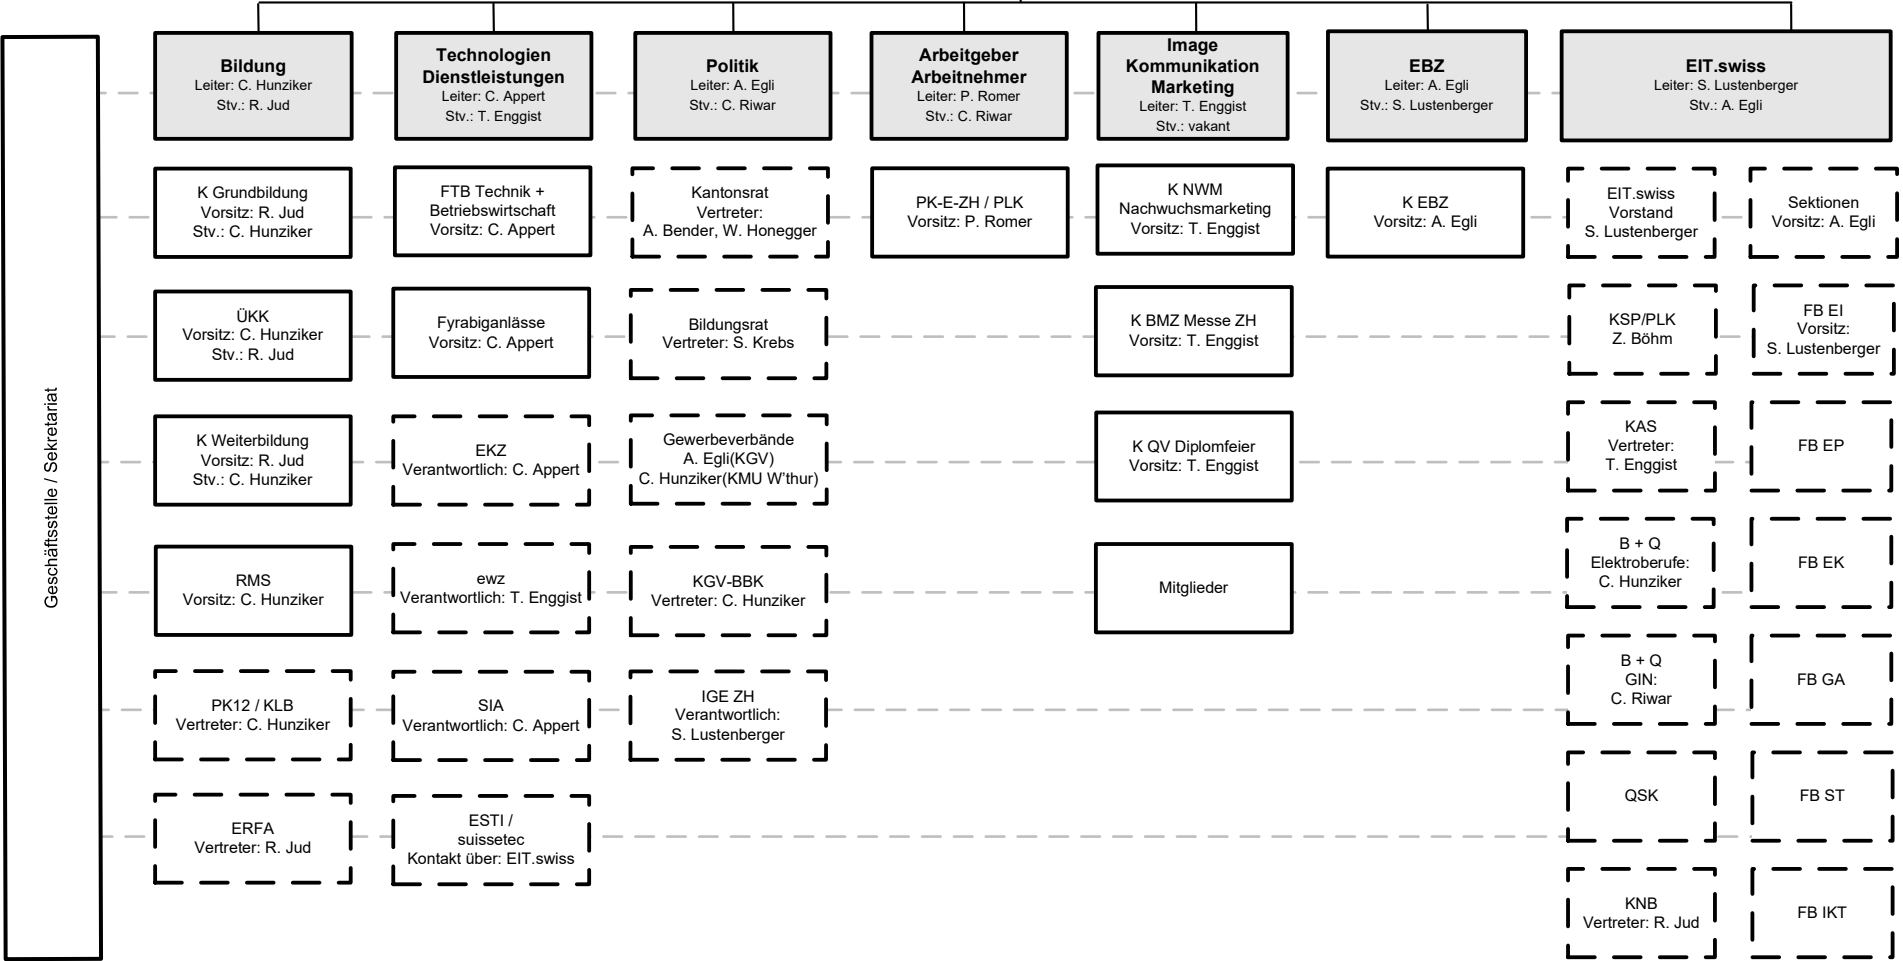 Geschäftsstelle / Sekretariat
Bildung
Leiter: C. Hunziker
Stv.: R. Jud
Technologien
Dienstleistungen
Leiter: C. Appert
Stv.: T. Enggist
Politik
Leiter: A. Egli
Stv.: C. Riwar
Arbeitgeber
Arbeitnehmer
Leiter: P. Romer
Stv.: C. Riwar
Image
Kommunikation
Marketing
Leiter: T. Enggist
Stv.: vakant
EBZ
Leiter: A. Egli
Stv.: S. Lustenberger
EIT.swiss
Leiter: S. Lustenberger
Stv.: A. Egli
K Grundbildung
Vorsitz: R. Jud
Stv.: C. Hunziker
FTB Technik +
Betriebswirtschaft
Vorsitz: C. Appert
Kantonsrat
Vertreter:
A. Bender, W. Honegger
PK-E-ZH / PLK
Vorsitz: P. Romer
K NWM
Nachwuchsmarketing
Vorsitz: T. Enggist
K EBZ
Vorsitz: A. Egli
EIT.swiss
Vorstand
S. Lustenberger
Sektionen
Vorsitz: A. Egli
ÜKK
Vorsitz: C. Hunziker
Stv.: R. Jud
Fyrabiganlässe
Vorsitz: C. Appert
Bildungsrat
Vertreter: S. Krebs
K BMZ Messe ZH
Vorsitz: T. Enggist
KSP/PLK
Z. Böhm
FB EI
Vorsitz:
S. Lustenberger
K Weiterbildung
Vorsitz: R. Jud
Stv.: C. Hunziker
EKZ
Verantwortlich: C. Appert
Gewerbeverbände
A. Egli(KGV)
C. Hunziker(KMU W'thur)
K QV Diplomfeier
Vorsitz: T. Enggist
KAS
Vertreter:
T. Enggist
FB EP
RMS
Vorsitz: C. Hunziker
ewz
Verantwortlich: T. Enggist
KGV-BBK
Vertreter: C. Hunziker
Mitglieder
B + Q
Elektroberufe:
C. Hunziker
FB EK
PK12 / KLB
Vertreter: C. Hunziker
SIA
Verantwortlich: C. Appert
IGE ZH
Verantwortlich:
S. Lustenberger
B + Q
GIN:
C. Riwar
FB GA
ERFA
Vertreter: R. Jud
ESTI /
suissetec
Kontakt über: EIT.swiss
QSK
FB ST
KNB
Vertreter: R. Jud
FB IKT